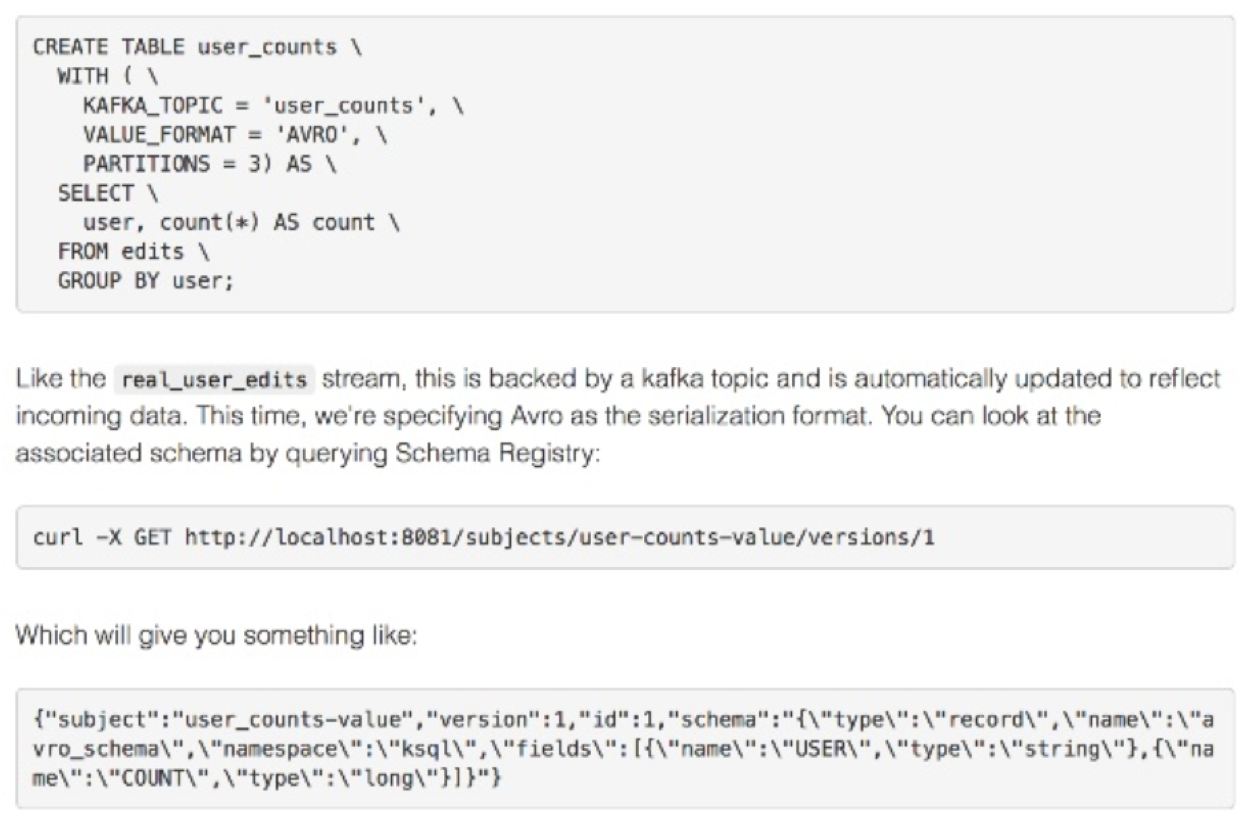 CREATE TABLE user_counts \
WITH ( \
KAFKA_TOPIC = 'user_counts', \
VALUE_FORMAT = 'AVRO', \
PARTITIONS = 3) AS \
SELECT \
user, count(*) AS count \
FROM edits \
GROUP BY user;
Like the real_user_edits stream, this is backed by a kafka topic and is automatically updated to reflect
incoming data. This time, we're specifying Avro as the serialization format. You can look at the
associated schema by querying Schema Registry:
curl -X GET http://localhost:8081/subjects/user-counts-value/versions/1
Which will give you something like:
{"subject":"user_counts-value","version":1,"id":1,"schema":"{\"type\":\"record\",\"name\":\"a
vro_schema\",\"namespace\":\"ksql\",\"fields\":[{\"name\":\"USER\",\"type\":\"string\"},{\"na
me\":\"COUNT\",\"type\":\"long\"}]}"}